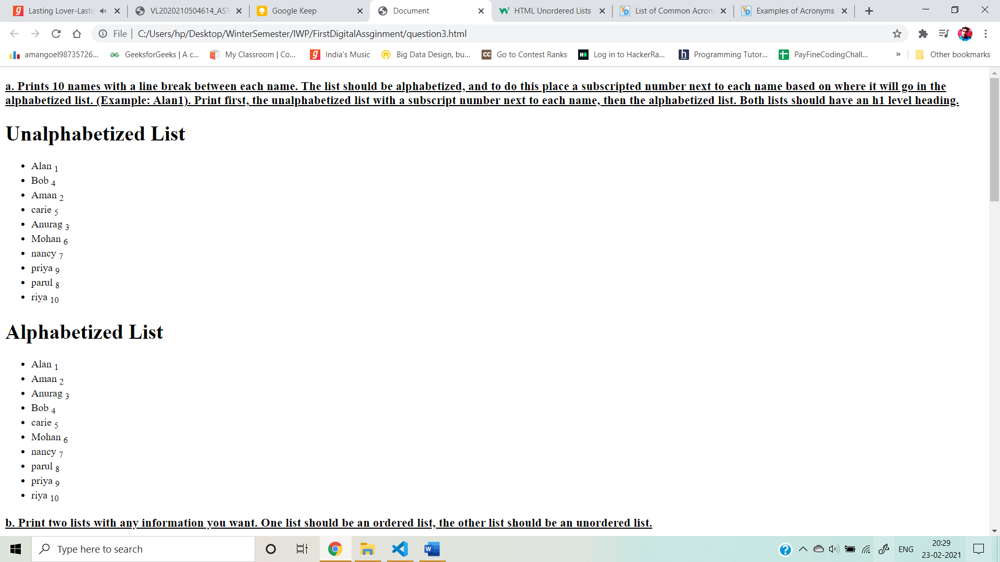 Lasting Lover-Lasti
VL2020210504614_AST
Google Keep
Document
HTML Unordered Lists
List of Common Acron
Examples of Acronyms
File
C:/Users/hp/Desktop/WinterSemester/IWP/FirstDigitalAssginment/question3.html
amangoel98735726...
GeeksforGeeks | A c...
My Classroom | Co...
India's Music
Big Data Design, bu...
Go to Contest Ranks
Log in to HackerRa...
Programming Tutor...
PayFineCodingChall...
»
Other bookmarks
a. Prints 10 names with a line break between each name. The list should be alphabetized, and to do this place a subscripted number next to each name based on where it will go in the
alphabetized list. (Example: Alan1). Print first, the unalphabetized list with a subscript number next to each name, then the alphabetized list. Both lists should have an h1 level heading.
Unalphabetized List
• Alan 1
• Bob 4
• Aman 2
• carie 5
• Anurag 3
• Mohan 6
• nancy 7
• priya 9
• parul 8
• riya 10
Alphabetized List
• Alan 1
• Aman 2
• Anurag 3
• Bob 4
• carie 5
• Mohan 6
• nancy 7
• parul 8
• priya 9
• riya 10
b. Print two lists with any information you want. One list should be an ordered list, the other list should be an unordered list.
Type here to search
ENG
20:29
23-02-2021